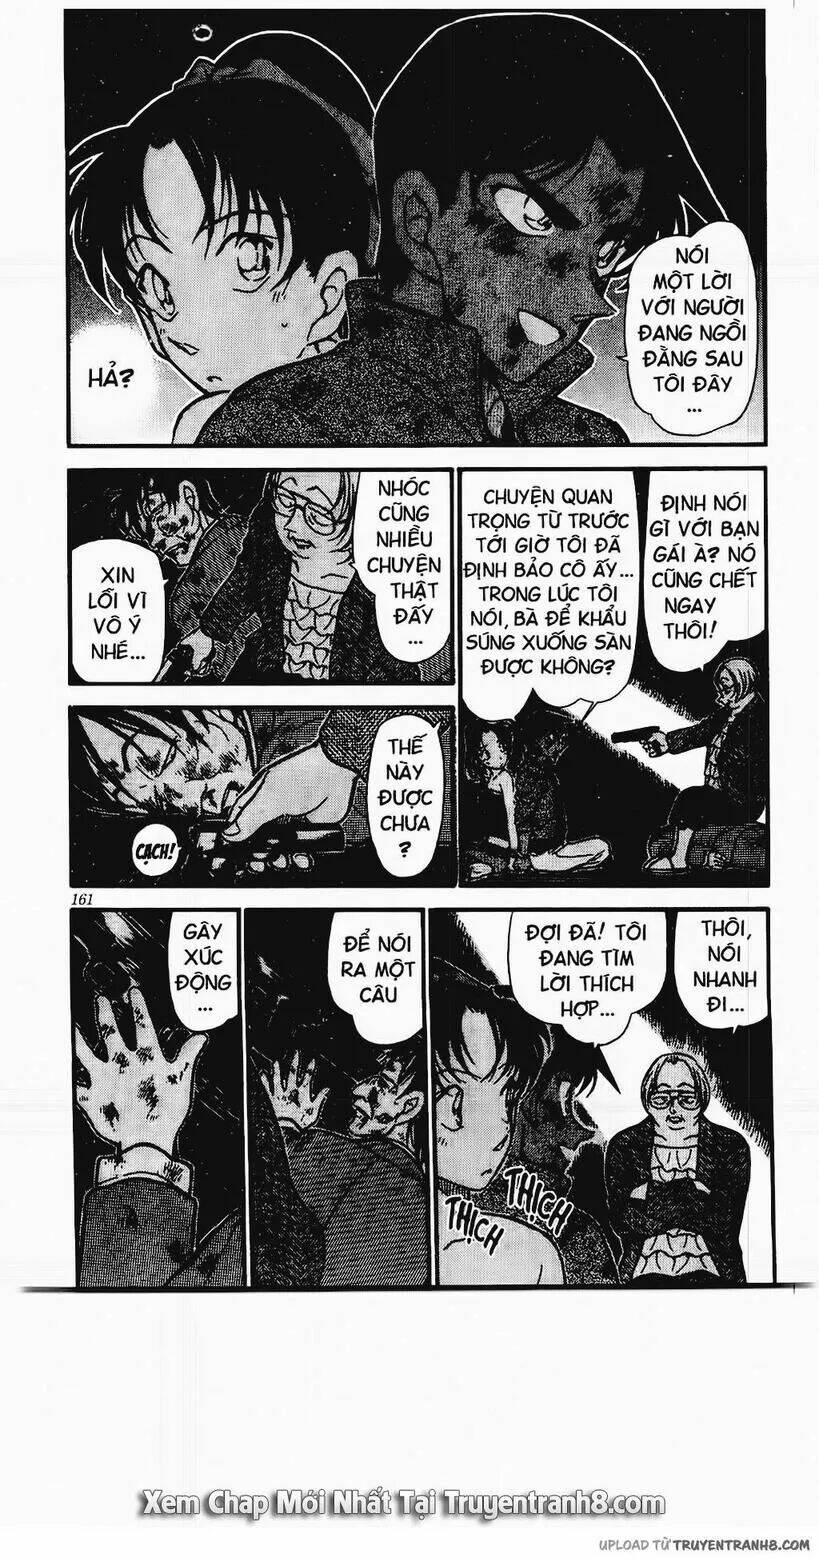 NÓI
MỘT LỜI
VỚI NGƯỜI
ĐANG NGỒI
ĐẰNG SAU
TÔI ĐÂY
...
HẢ?
ĐỊNH NÓI
GÌ VỚI BẠN
GÁI À? NÓ
CŨNG CHẾT
NGAY
THÔI!
CHUYỆN QUAN
TRỌNG TỪ TRƯỚC
TỚI GIỜ TÔI ĐÃ
ĐỊNH BẢO CÔ ẤY...
TRONG LÚC TÔI
NÓI, BÀ ĐỂ KHẨU
SÚNG XUỐNG SÀN
ĐƯỢC KHÔNG?
NHÓC
CŨNG
NHIỀU
CHUYỆN
THẬT
ĐẤY
...
XIN
LỖI VÌ
VÔ Ý
NHÉ...
THẾ
NÀY
ĐƯỢC
CHƯA
?
CẠCH!
161
THÔI,
NÓI
NHANH
ĐI...
ĐỢI ĐÃ! TÔI
ĐANG TÌM
LỜI THÍCH
HỢP...
THỊCH
THỊCH
ĐỂ NÓI
RA MỘT
CÂU
GÂY
XÚC
ĐỘNG
...
Xem Chap Mới Nhất Tại Truyentranh8.com
UPLOAD TỪ TRUYENTRANH8.COM